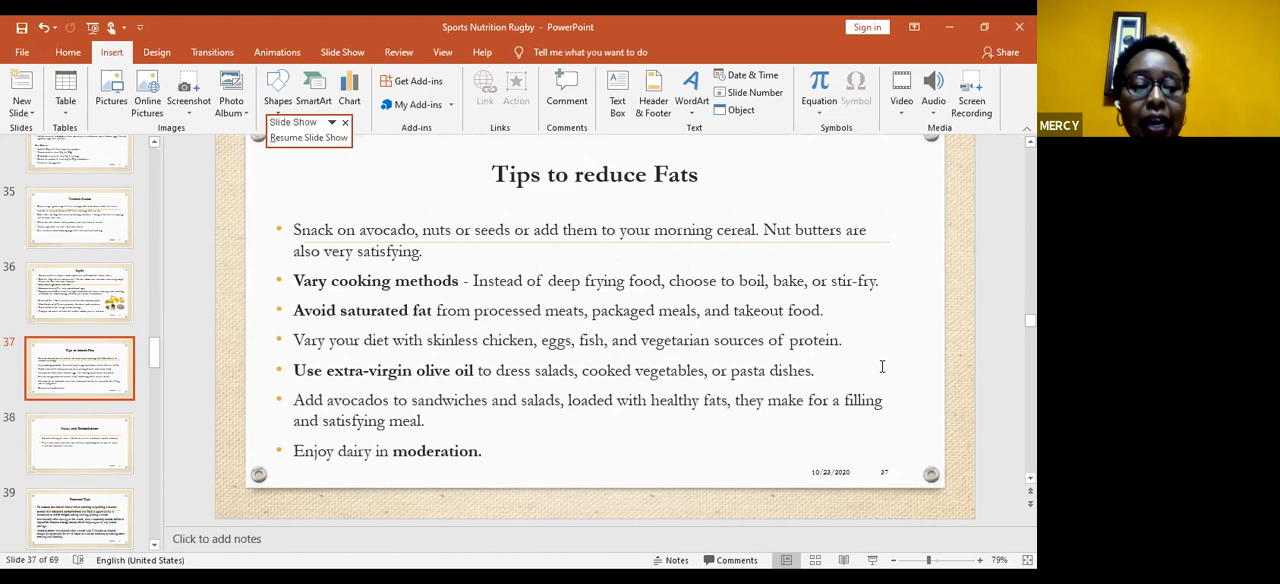 Sports Nutrition Rugby - PowerPoint
Sign in
File Home Insert Design Transitions Animations Slide Show Review View Help Tell me what you want to do Share
New Slide
Table
Pictures
Online Pictures
Screenshot
Photo Album
Shapes
SmartArt
Chart
Get Add-ins
My Add-ins
Link
Action
Comment
Text Box
Header & Footer
WordArt
Date & Time
Slide Number
Object
Equation
Symbol
Video
Audio
Screen Recording
Slides Tables Images Add-ins Links Comments Text Symbols Media
Slide Show
Resume Slide Show
MERCY
35
36
37
38
39
Tips to reduce Fats
• Snack on avocado, nuts or seeds or add them to your morning cereal. Nut butters are
also very satisfying.
• Vary cooking methods - Instead of deep frying food, choose to boil, bake, or stir-fry.
• Avoid saturated fat from processed meats, packaged meals, and takeout food.
• Vary your diet with skinless chicken, eggs, fish, and vegetarian sources of protein.
• Use extra-virgin olive oil to dress salads, cooked vegetables, or pasta dishes.
• Add avocados to sandwiches and salads, loaded with healthy fats, they make for a filling
and satisfying meal.
• Enjoy dairy in moderation.
10/23/2020 37
Click to add notes
Slide 37 of 69 English (United States) Notes Comments 79%